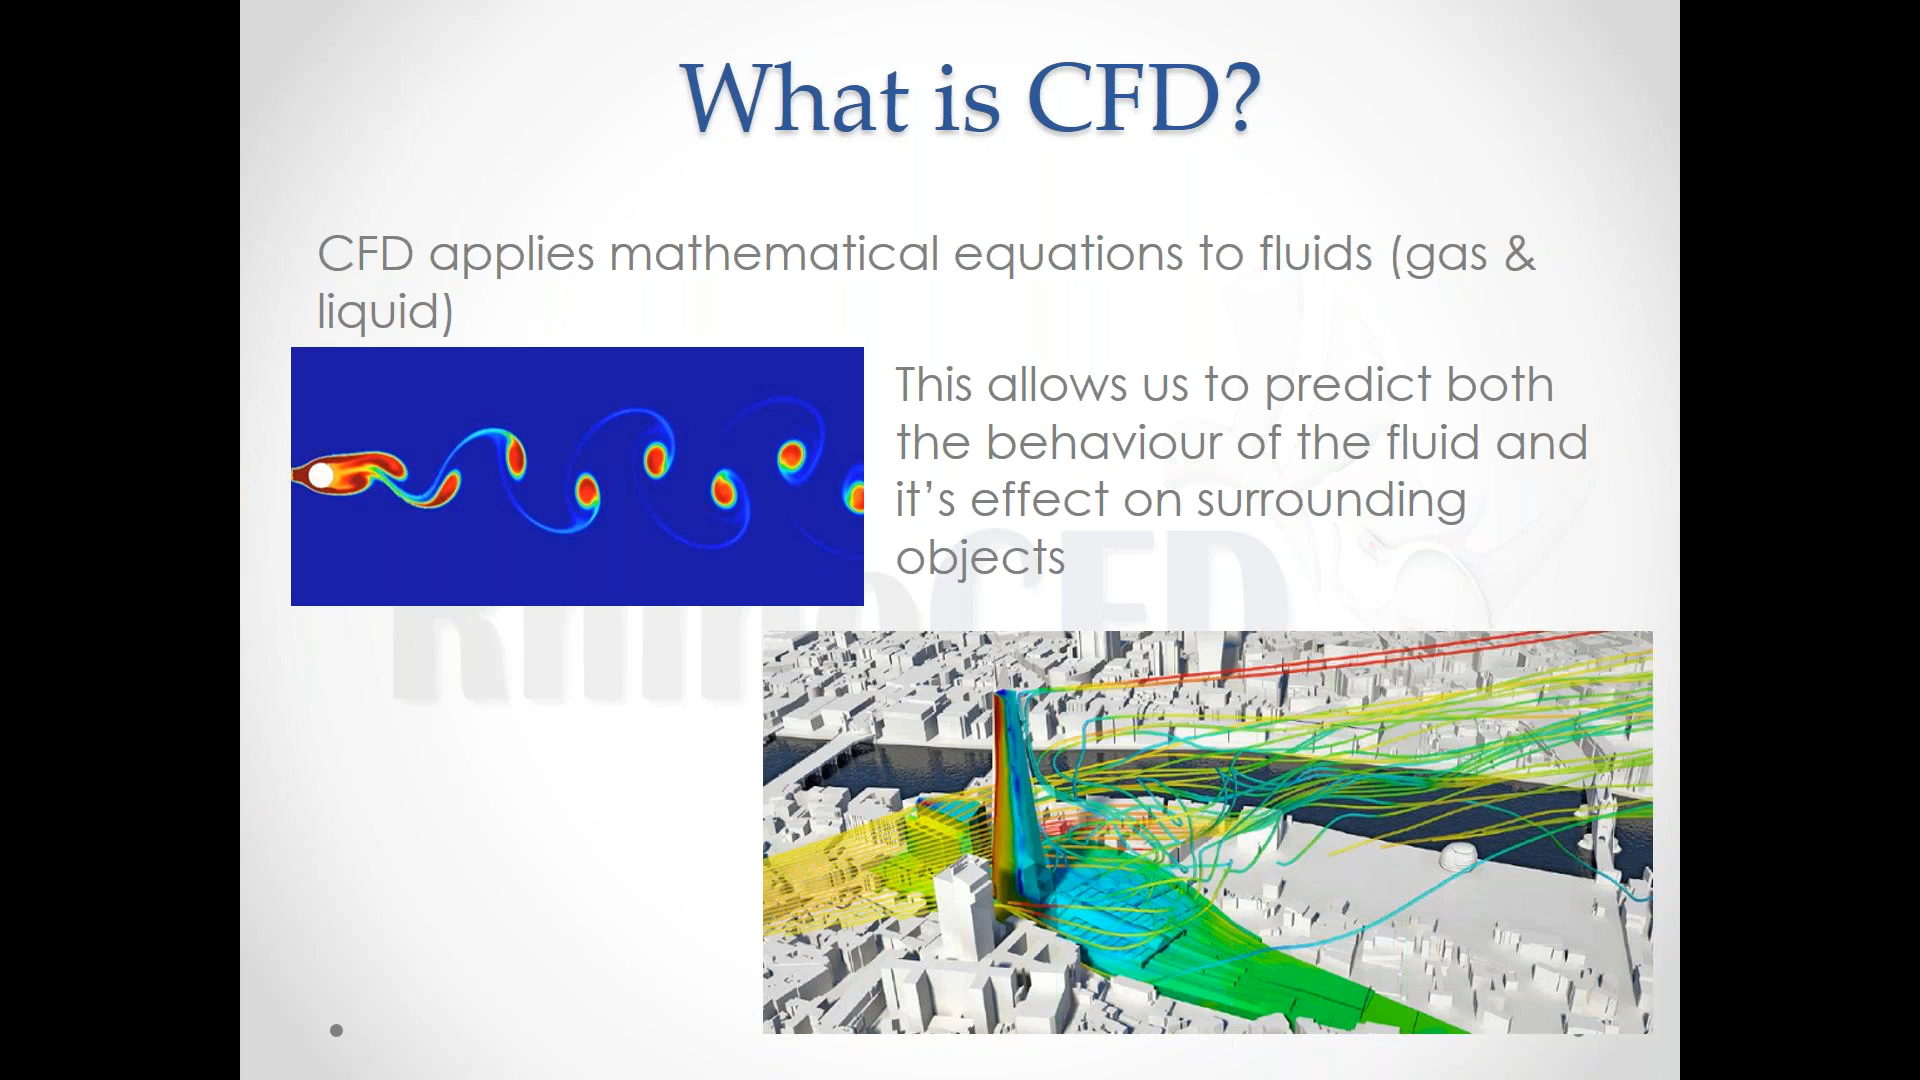 What is CFD?
CFD applies mathematical equations to fluids (gas &
liquid)
This allows us to predict both
the behaviour of the fluid and
it's effect on surrounding
objects
RhinoCFD